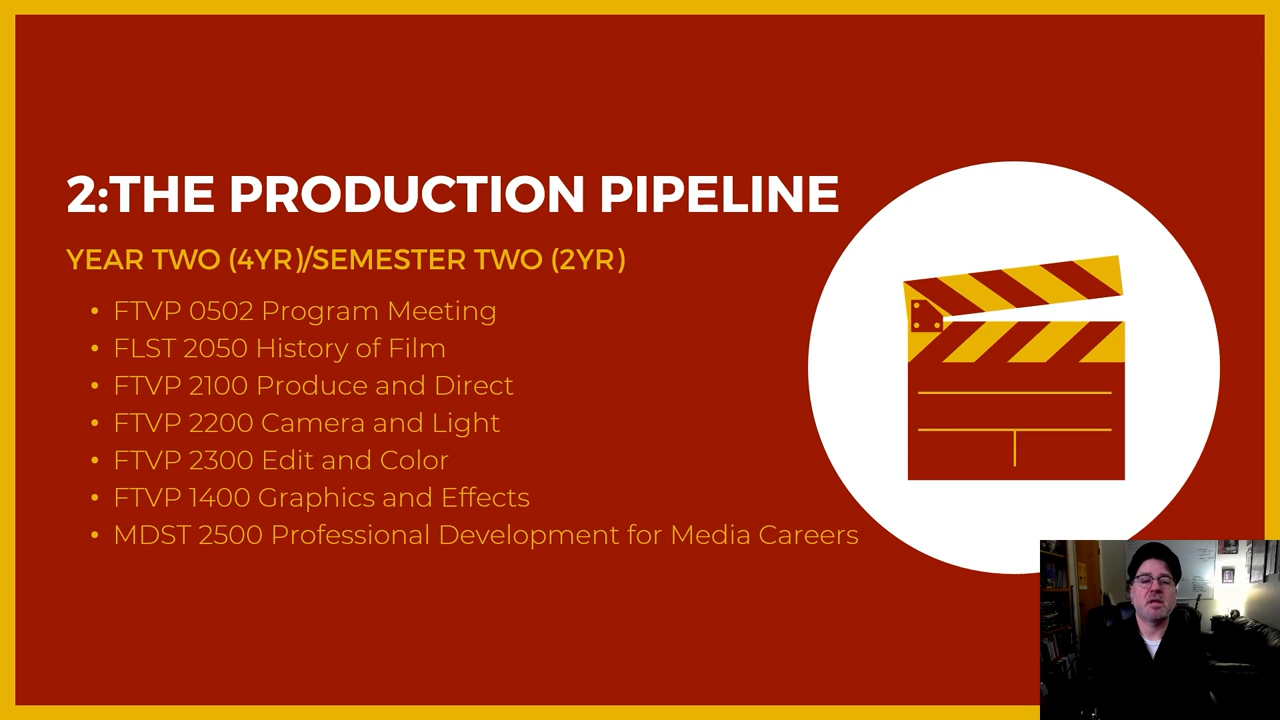 2:THE PRODUCTION PIPELINE
YEAR TWO (4YR)/SEMESTER TWO (2YR)
• FTVP 0502 Program Meeting
• FLST 2050 History of Film
• FTVP 2100 Produce and Direct
• FTVP 2200 Camera and Light
• FTVP 2300 Edit and Color
• FTVP 1400 Graphics and Effects
• MDST 2500 Professional Development for Media Careers